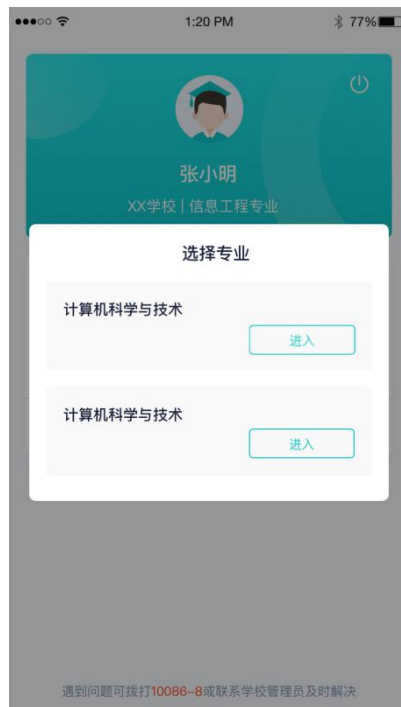 1:20 PM
77%
张小明
XX学校 | 信息工程专业
选择专业
计算机科学与技术
进入
计算机科学与技术
进入
遇到问题可拨打10086-8或联系学校管理员及时解决